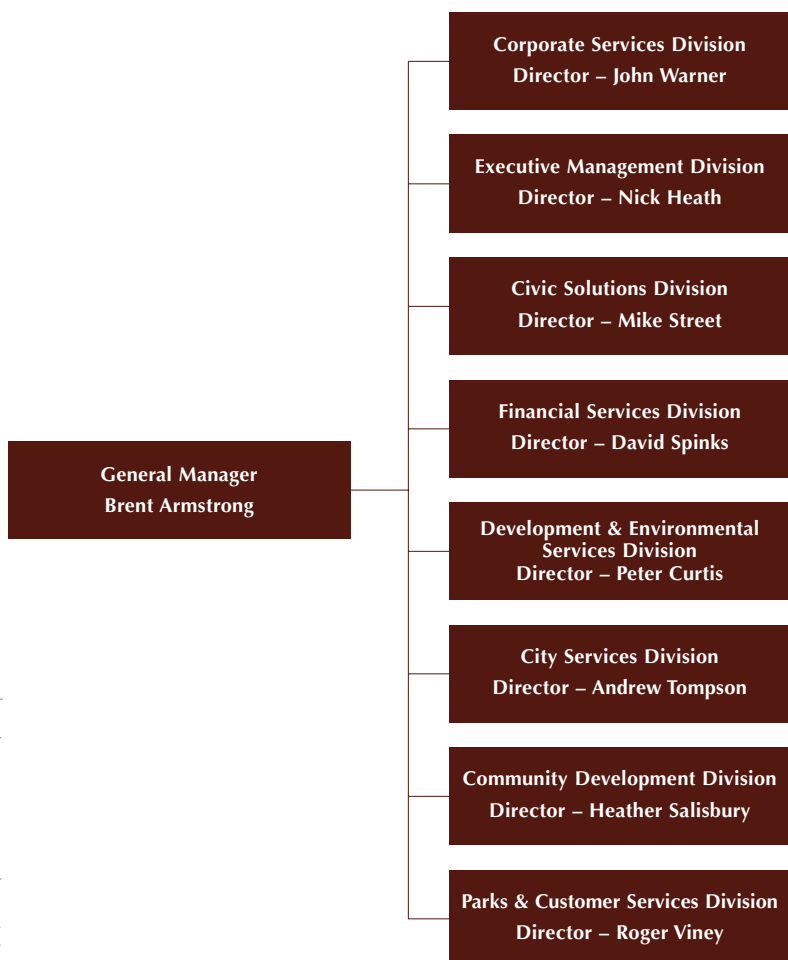 Corporate Services Division
Director – John Warner
Executive Management Division
Director – Nick Heath
Civic Solutions Division
Director – Mike Street
Financial Services Division
Director – David Spinks
General Manager
Brent Armstrong
Development & Environmental
Services Division
Director – Peter Curtis
City Services Division
Director – Andrew Tompson
Community Development Division
Director – Heather Salisbury
Parks & Customer Services Division
Director – Roger Viney